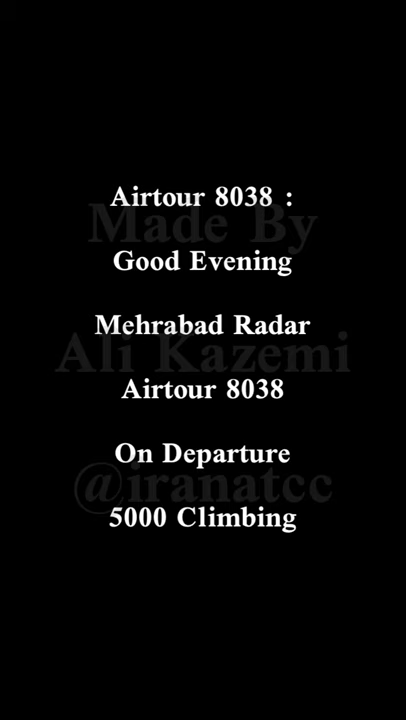 Airtour 8038 :
Made By
Good Evening
Mehrabad Radar
Ali Kazemi
Airtour 8038
On Departure
@iranatcc
5000 Climbing